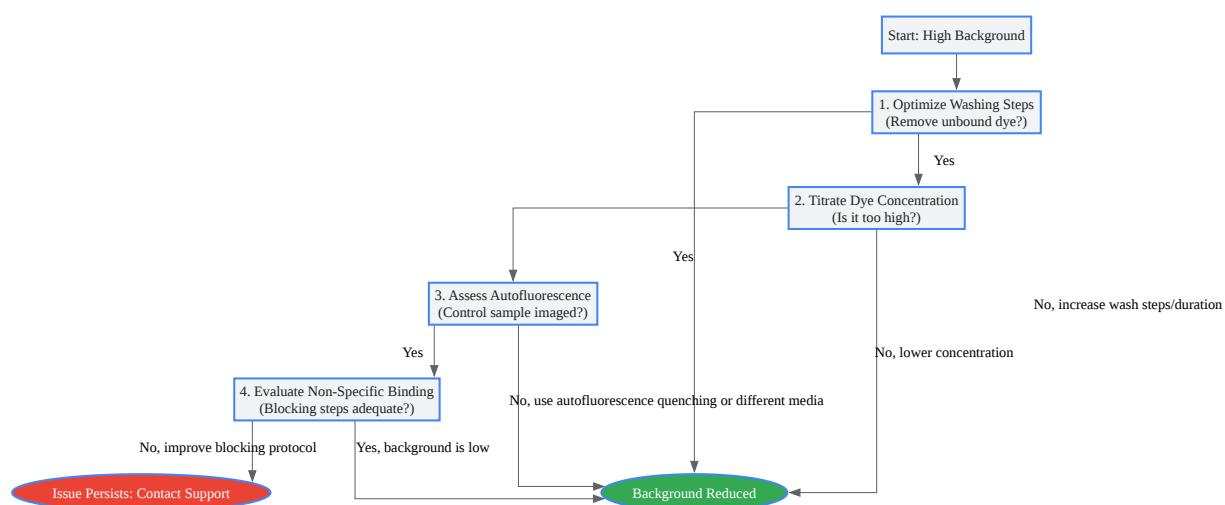 Start: High Background
1. Optimize Washing Steps
(Remove unbound dye?)
Yes
2. Titrate Dye Concentration
(Is it too high?)
Yes
3. Assess Autofluorescence
(Control sample imaged?)
No, increase wash steps/duration
Yes
No, lower concentration
4. Evaluate Non-Specific Binding
(Blocking steps adequate?)
No, use autofluorescence quenching or different media
No, improve blocking protocol
Yes, background is low
Issue Persists: Contact Support
Background Reduced